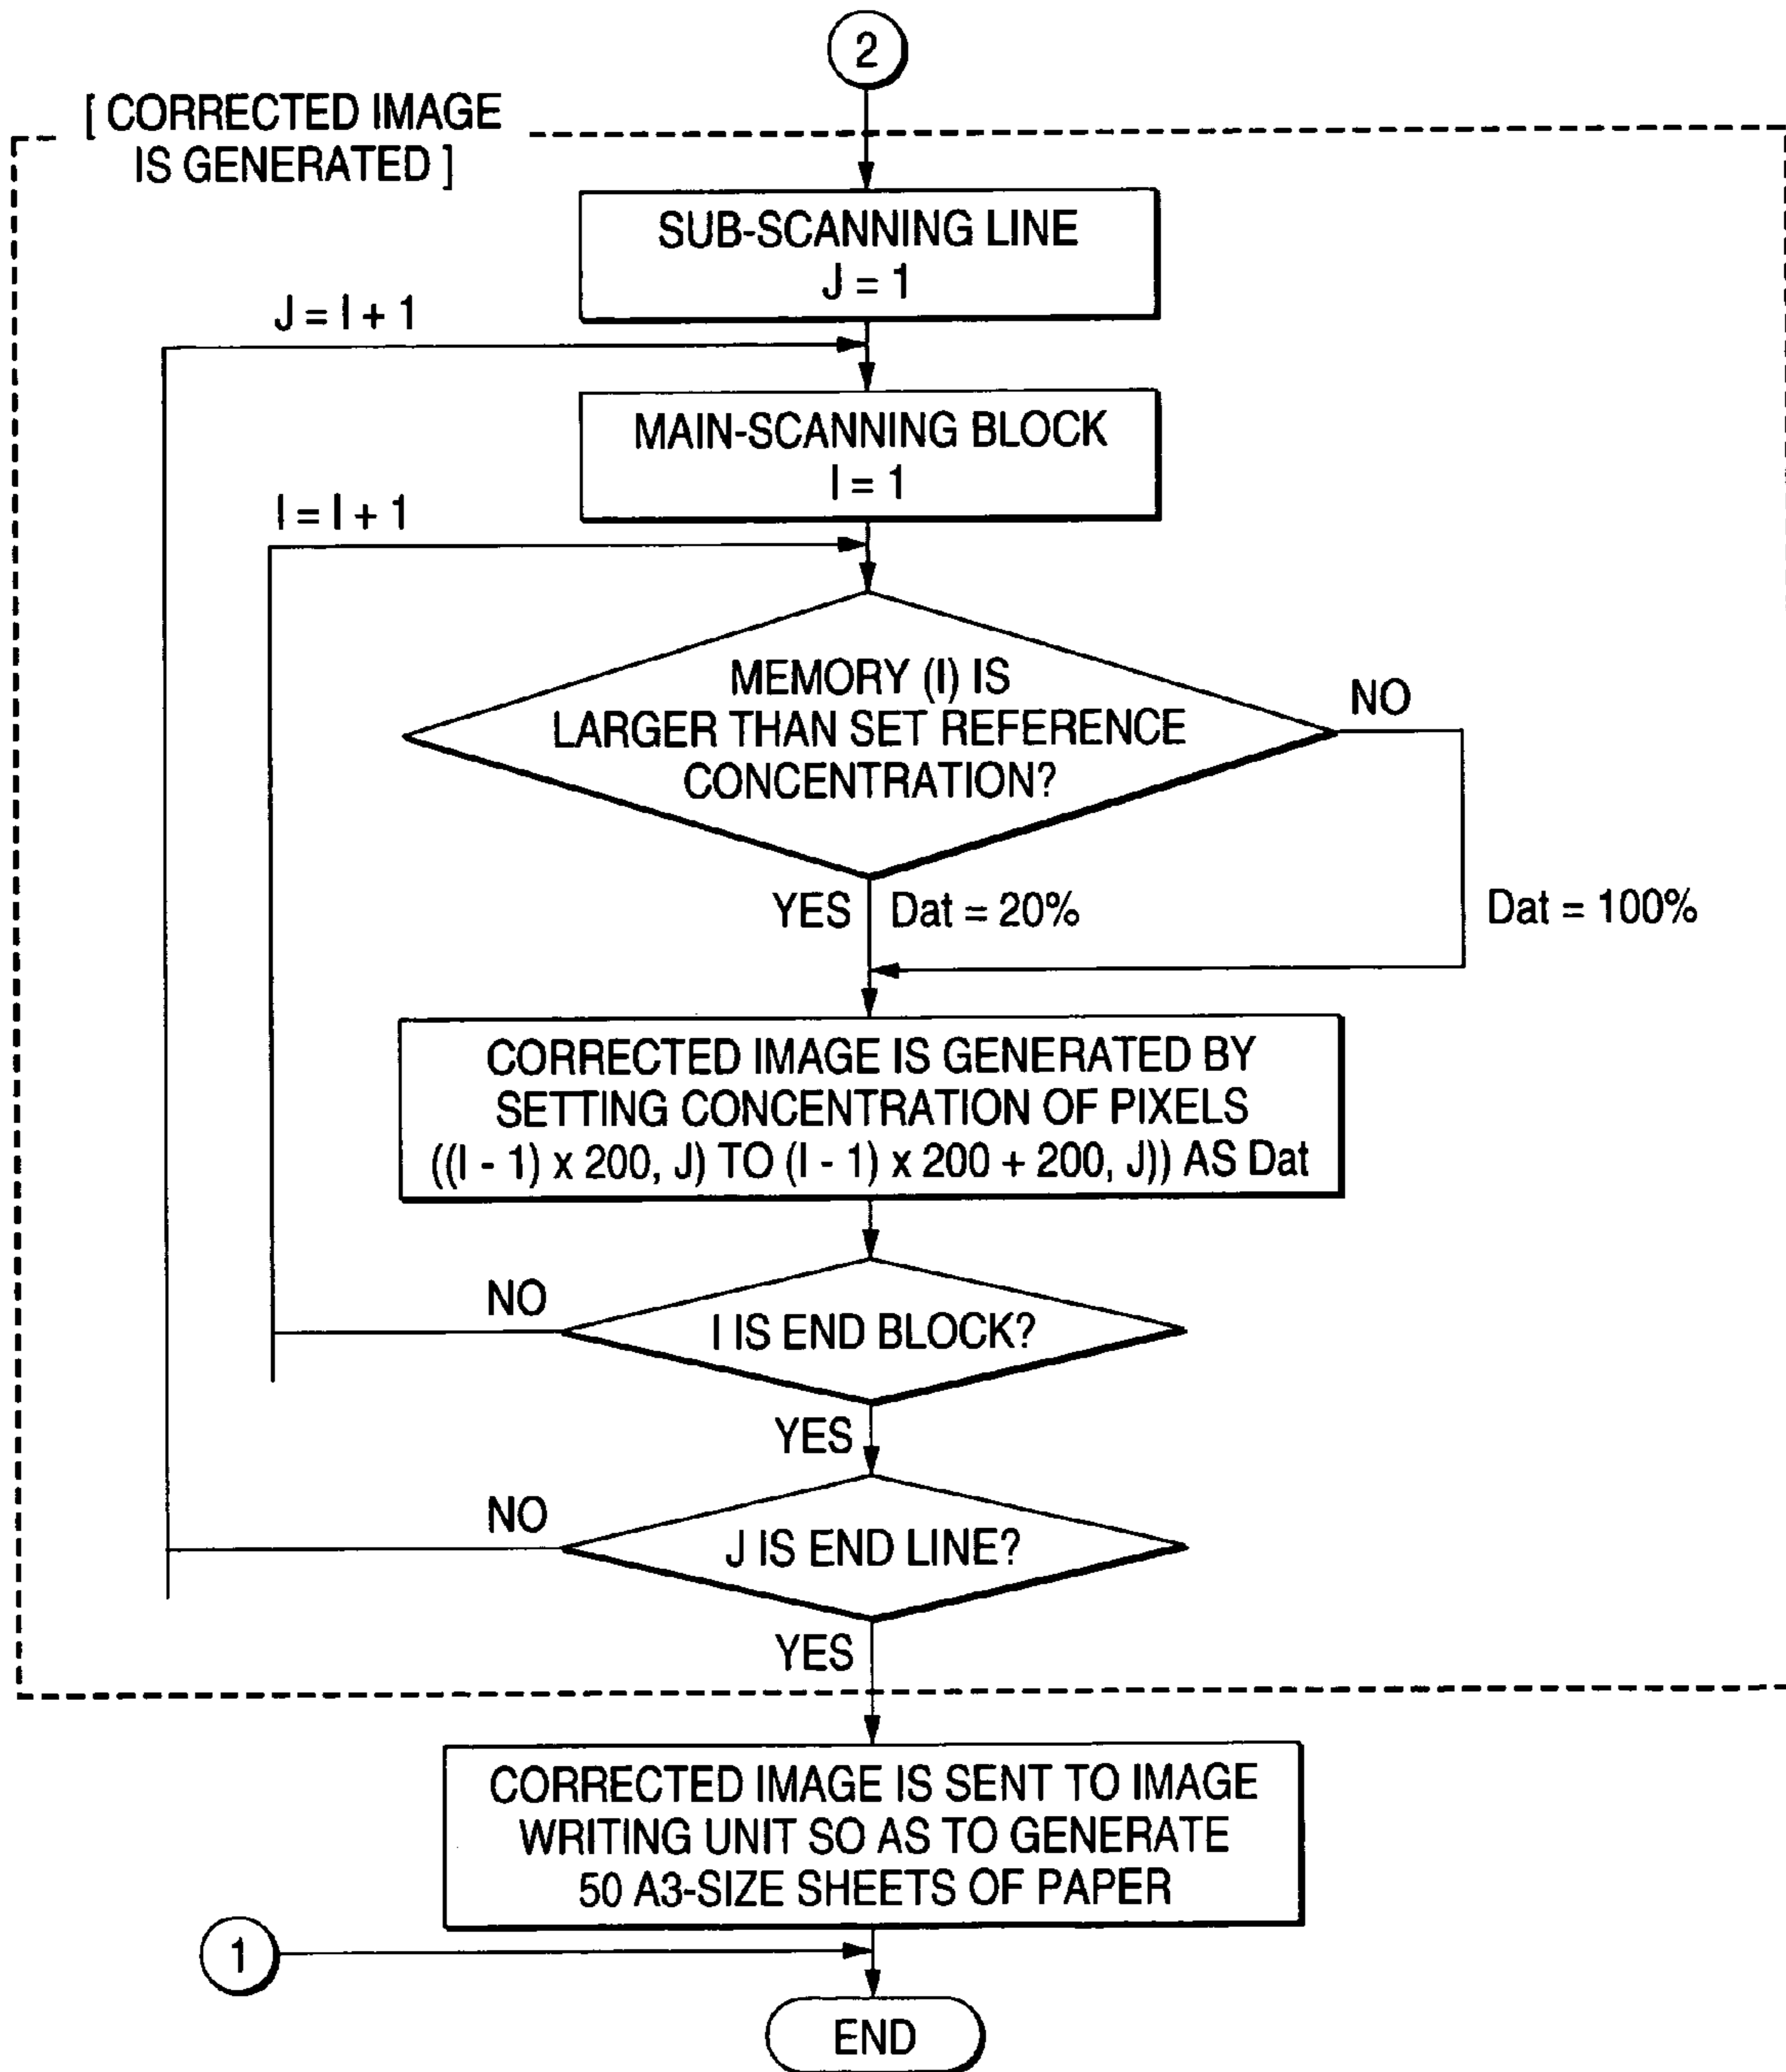 2
[ CORRECTED IMAGE
IS GENERATED ]
SUB-SCANNING LINE
J = 1
J = I + 1
MAIN-SCANNING BLOCK
I = 1
I = I + 1
MEMORY (I) IS
LARGER THAN SET REFERENCE
CONCENTRATION?
NO
YES
Dat = 20%
Dat = 100%
CORRECTED IMAGE IS GENERATED BY
SETTING CONCENTRATION OF PIXELS
((I - 1) x 200, J) TO (I - 1) x 200 + 200, J)) AS Dat
NO
I IS END BLOCK?
YES
NO
J IS END LINE?
YES
CORRECTED IMAGE IS SENT TO IMAGE
WRITING UNIT SO AS TO GENERATE
50 A3-SIZE SHEETS OF PAPER
1
END